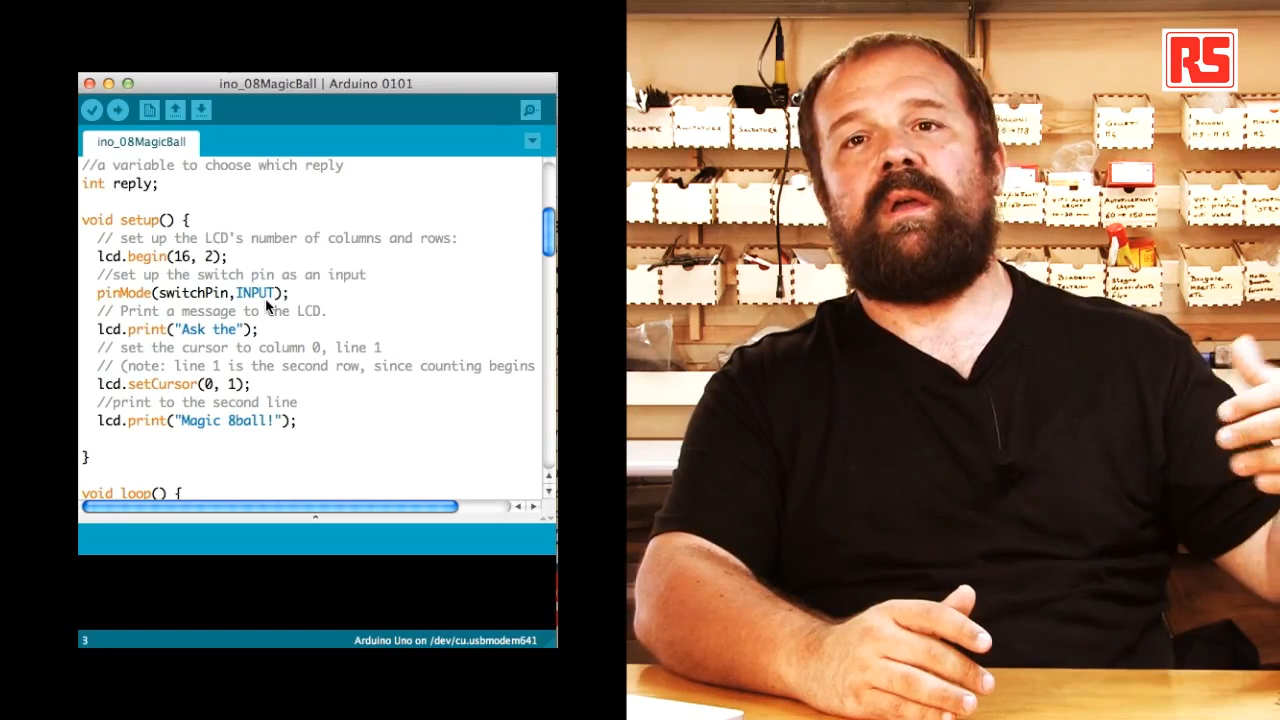 ino_08MagicBall | Arduino 0101
ino_08MagicBall
//a variable to choose which reply
int reply;
void setup() {
// set up the LCD's number of columns and rows:
lcd.begin(16, 2);
//set up the switch pin as an input
pinMode(switchPin,INPUT);
// Print a message to the LCD.
lcd.print("Ask the");
// set the cursor to column 0, line 1
// (note: line 1 is the second row, since counting begins
lcd.setCursor(0, 1);
//print to the second line
lcd.print("Magic 8ball!");
}
void loop() {
3
Arduino Uno on /dev/cu.usbmodem641
RS